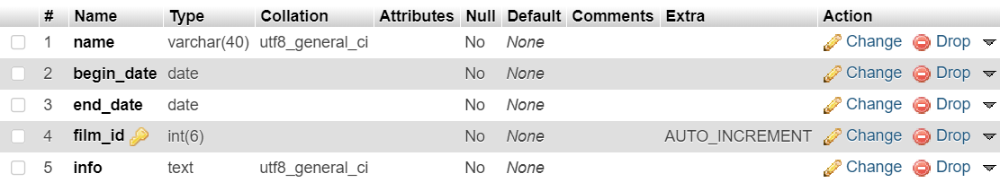 # Name Type Collation Attributes Null Default Comments Extra Action
1 name varchar(40) utf8_general_ci No None Change Drop
2 begin_date date No None Change Drop
3 end_date date No None Change Drop
4 film_id int(6) No None AUTO_INCREMENT Change Drop
5 info text utf8_general_ci No None Change Drop